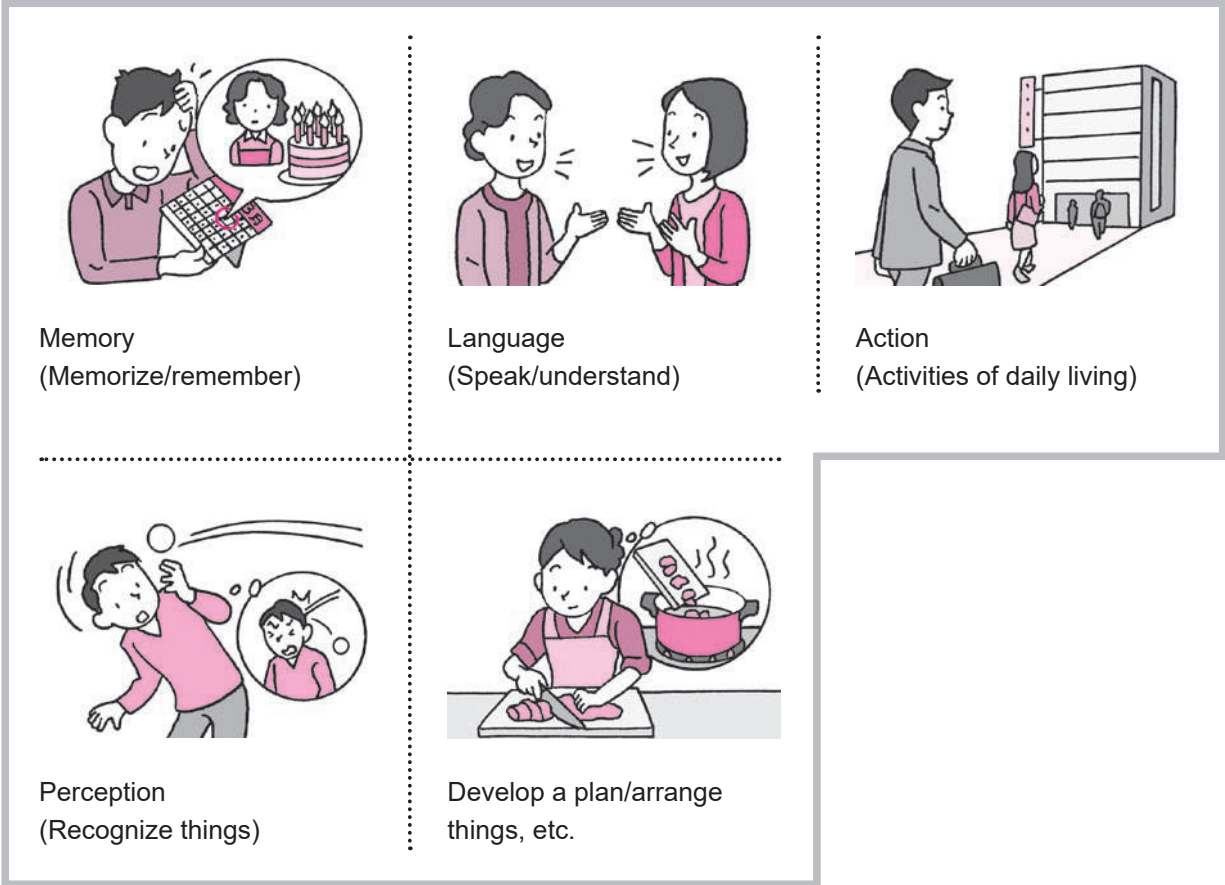 Memory
(Memorize/remember)
Language
(Speak/understand)
Action
(Activities of daily living)
Perception
(Recognize things)
Develop a plan/arrange
things, etc.